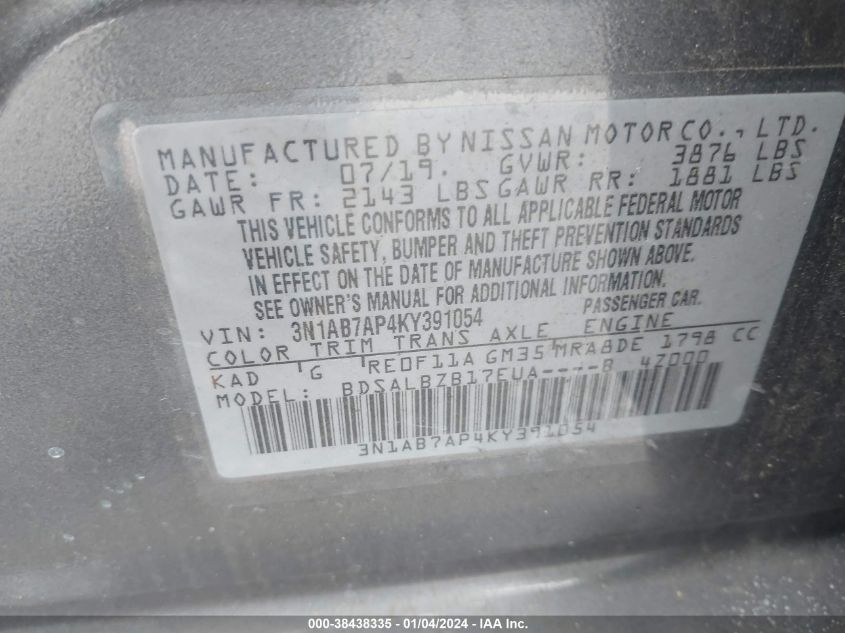 MANUFACTURED BY NISSAN MOTOR CO., LTD.
DATE: 07/19. GVWR: 3876 LBS
GAWR FR: 2143 LBS GAWR RR: 1881 LBS
THIS VEHICLE CONFORMS TO ALL APPLICABLE FEDERAL MOTOR
VEHICLE SAFETY, BUMPER AND THEFT PREVENTION STANDARDS
IN EFFECT ON THE DATE OF MANUFACTURE SHOWN ABOVE.
SEE OWNER'S MANUAL FOR ADDITIONAL INFORMATION.
VIN: 3N1AB7AP4KY391054 PASSENGER CAR.
COLOR TRIM TRANS AXLE ENGINE
KAD G RE0F11A GM35 MRA8DE 1798 CC
MODEL: BDSALBZB17EUA----B 4Z000
3N1AB7AP4KY391054
000-38438335 - 01/04/2024 - IAA Inc.